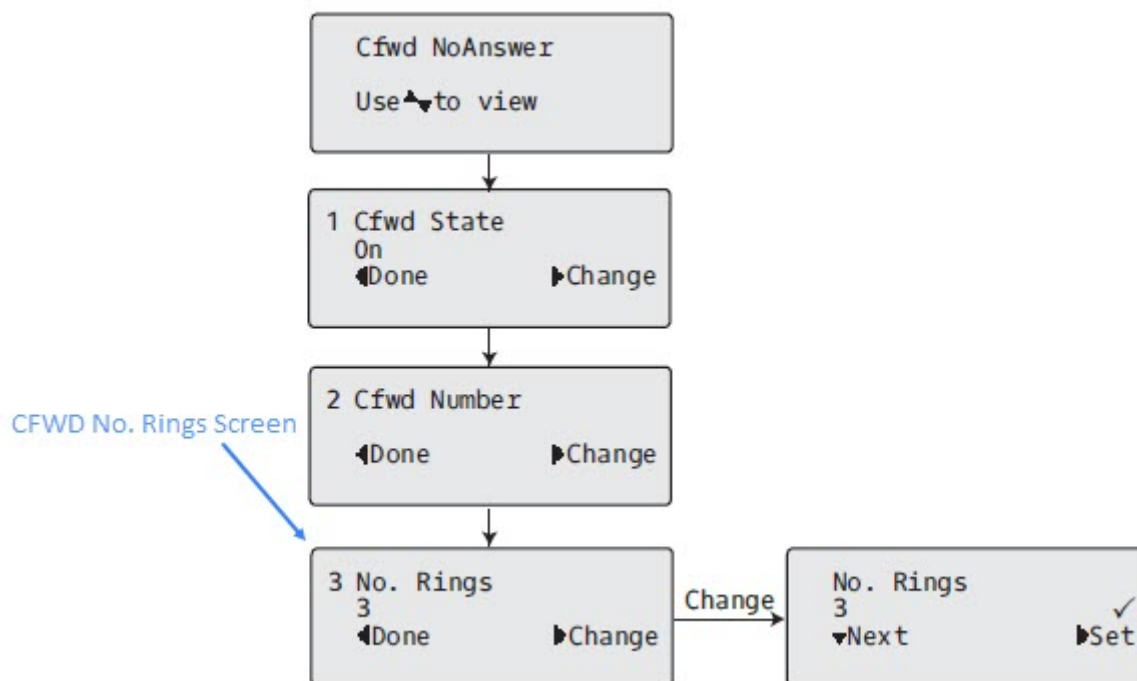 Cfwd NoAnswer
Use to view
1 Cfwd State
On
Done Change
2 Cfwd Number
Done Change
CFWD No. Rings Screen
3 No. Rings
3
Done Change
Change
No. Rings
3 ✓
Next Set